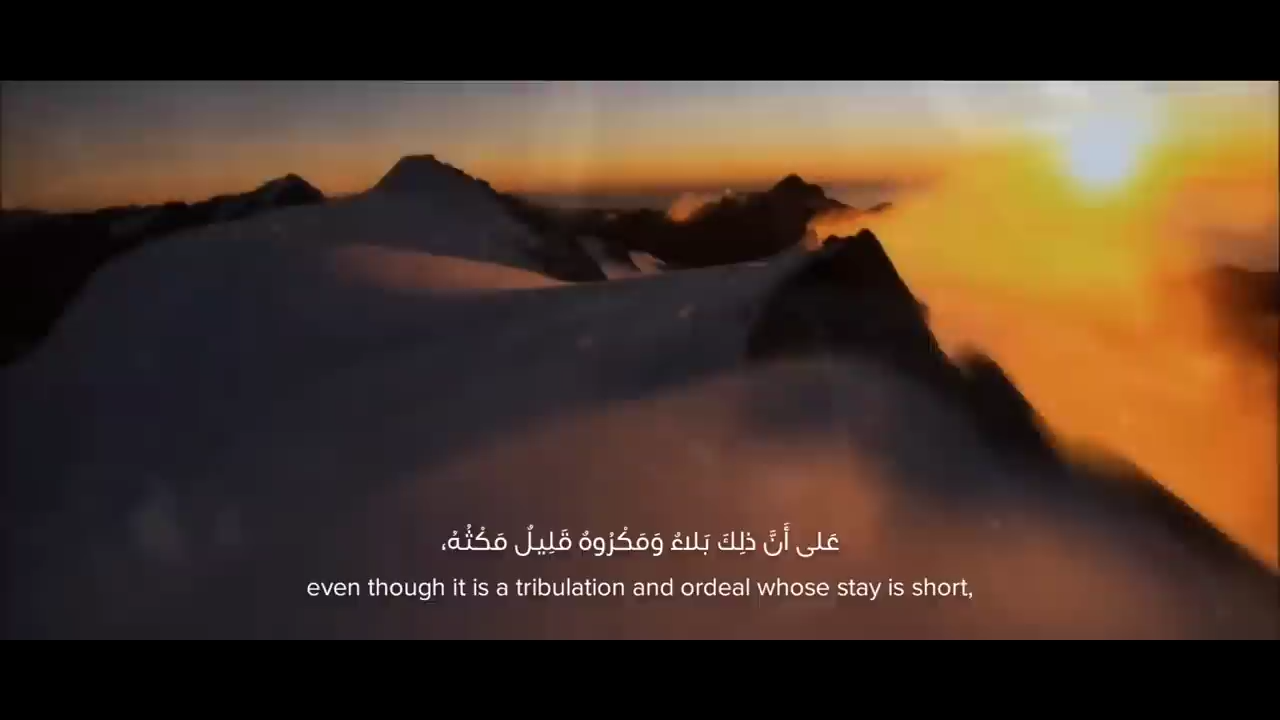 عَلى أَنَّ ذلِكَ بَلاءٌ وَمَكْرُوهٌ قَلِيلٌ مَكْثُهُ،
even though it is a tribulation and ordeal whose stay is short,